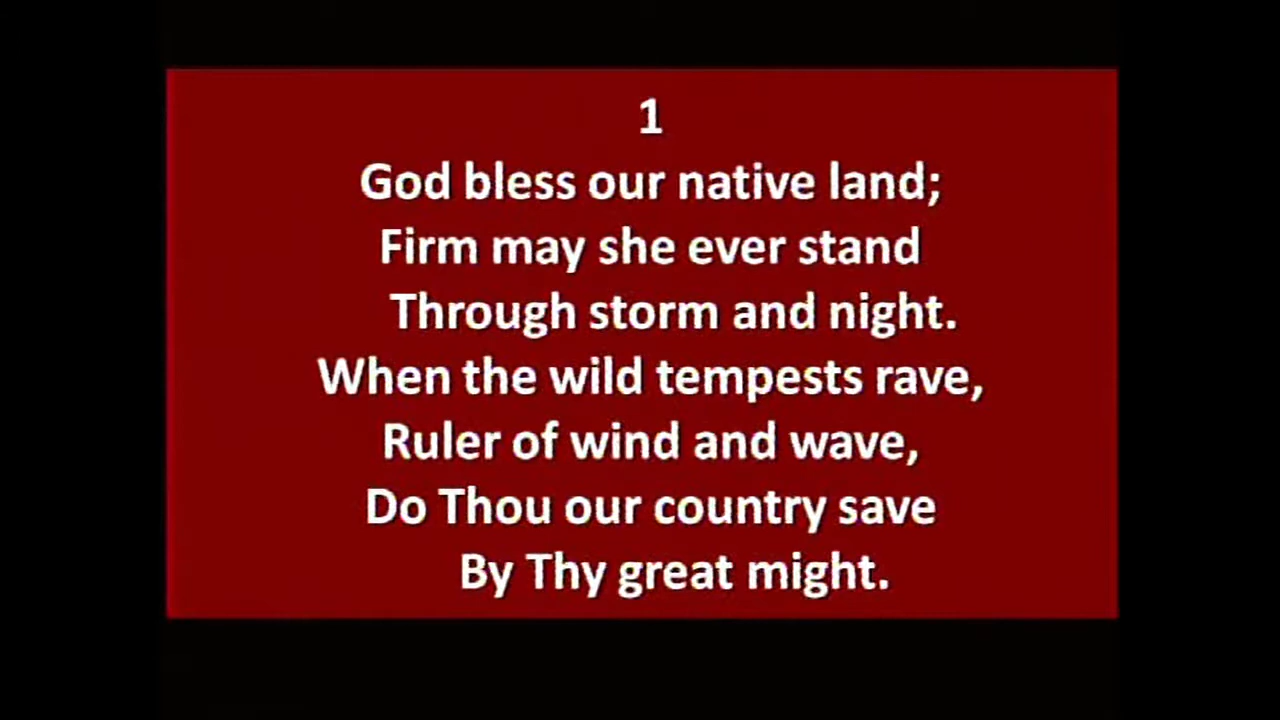 1
God bless our native land;
Firm may she ever stand
Through storm and night.
When the wild tempests rave,
Ruler of wind and wave,
Do Thou our country save
By Thy great might.